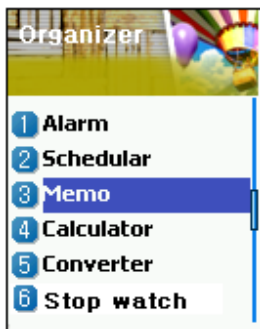 Organizer
1 Alarm
2 Schedular
3 Memo
4 Calculator
5 Converter
6 Stop watch